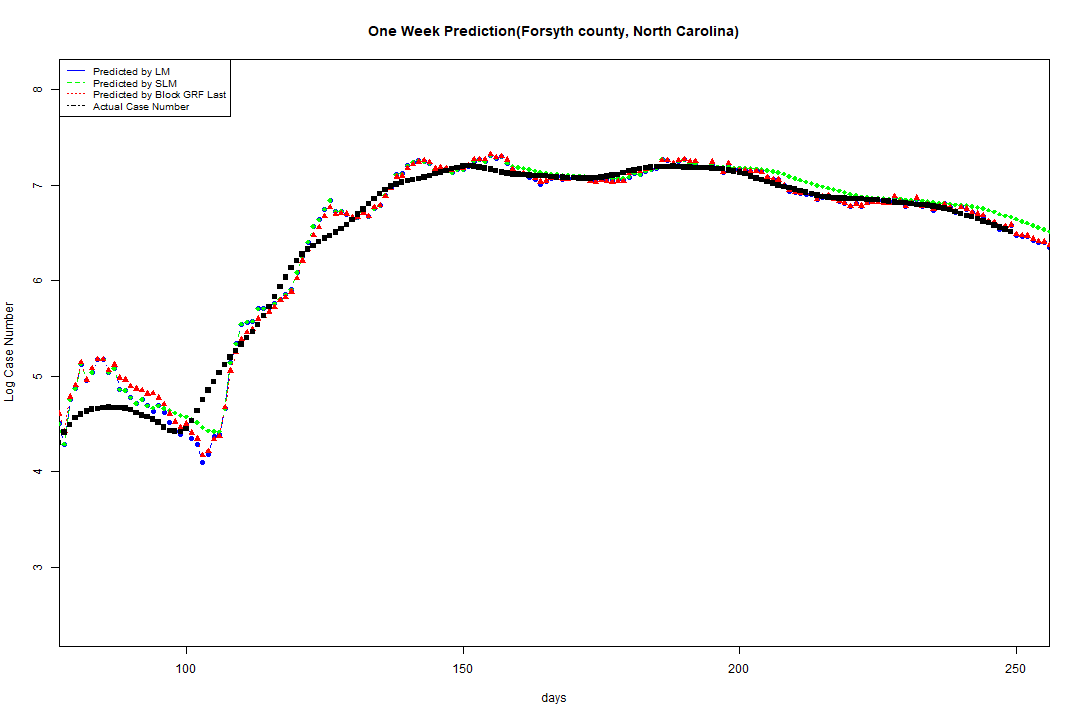 One Week Prediction(Forsyth county, North Carolina)
Predicted by LM
Predicted by SLM
Predicted by Block GRF Last
Actual Case Number
8
7
6
5
4
3
Log Case Number
100 150 200 250
days